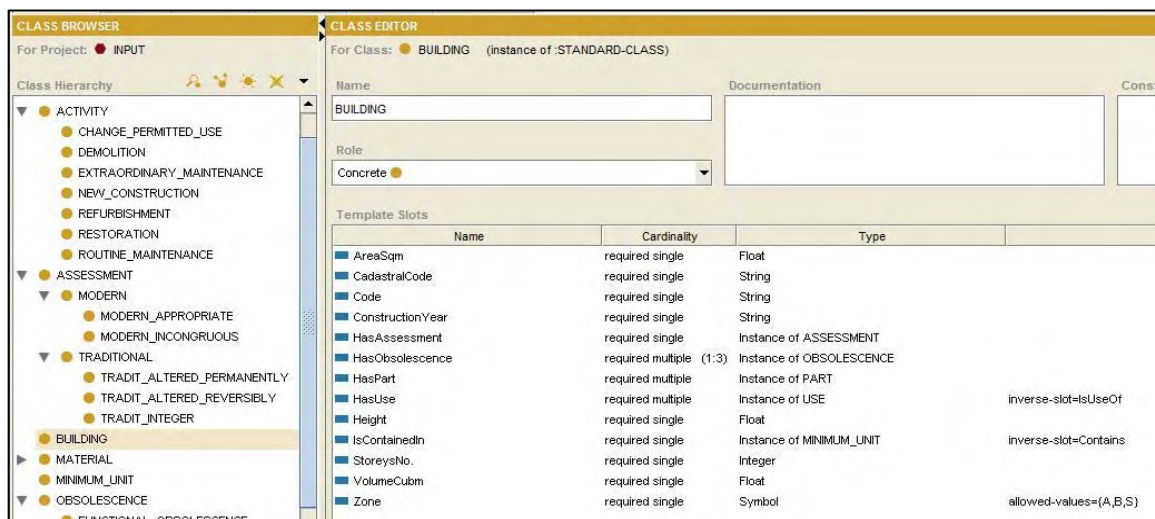 CLASS BROWSER
For Project: INPUT
Class Hierarchy
ACTIVITY
CHANGE_PERMITTED_USE
DEMOLITION
EXTRAORDINARY_MAINTENANCE
NEW_CONSTRUCTION
REFURBISHMENT
RESTORATION
ROUTINE_MAINTENANCE
ASSESSMENT
MODERN
MODERN_APPROPRIATE
MODERN_INCONGRUOUS
TRADITIONAL
TRADIT_ALTERED_PERMANENTLY
TRADIT_ALTERED_REVERSIBLY
TRADIT_INTEGER
BUILDING
MATERIAL
MINIMUM_UNIT
OBSOLESCENCE
FUNCTIONAL_OBSOLESCENCE
CLASS EDITOR
For Class: BUILDING (instance of :STANDARD-CLASS)
Name Documentation Const
BUILDING
Role
Concrete
Template Slots
Name Cardinality Type
AreaSqm required single Float
CadastralCode required single String
Code required single String
ConstructionYear required single String
HasAssessment required single Instance of ASSESSMENT
HasObsolescence required multiple (1:3) Instance of OBSOLESCENCE
HasPart required multiple Instance of PART
HasUse required multiple Instance of USE inverse-slot=IsUseOf
Height required single Float
IsContainedIn required single Instance of MINIMUM_UNIT inverse-slot=Contains
StoreysNo. required single Integer
VolumeCubm required single Float
Zone required single Symbol allowed-values={A,B,S}